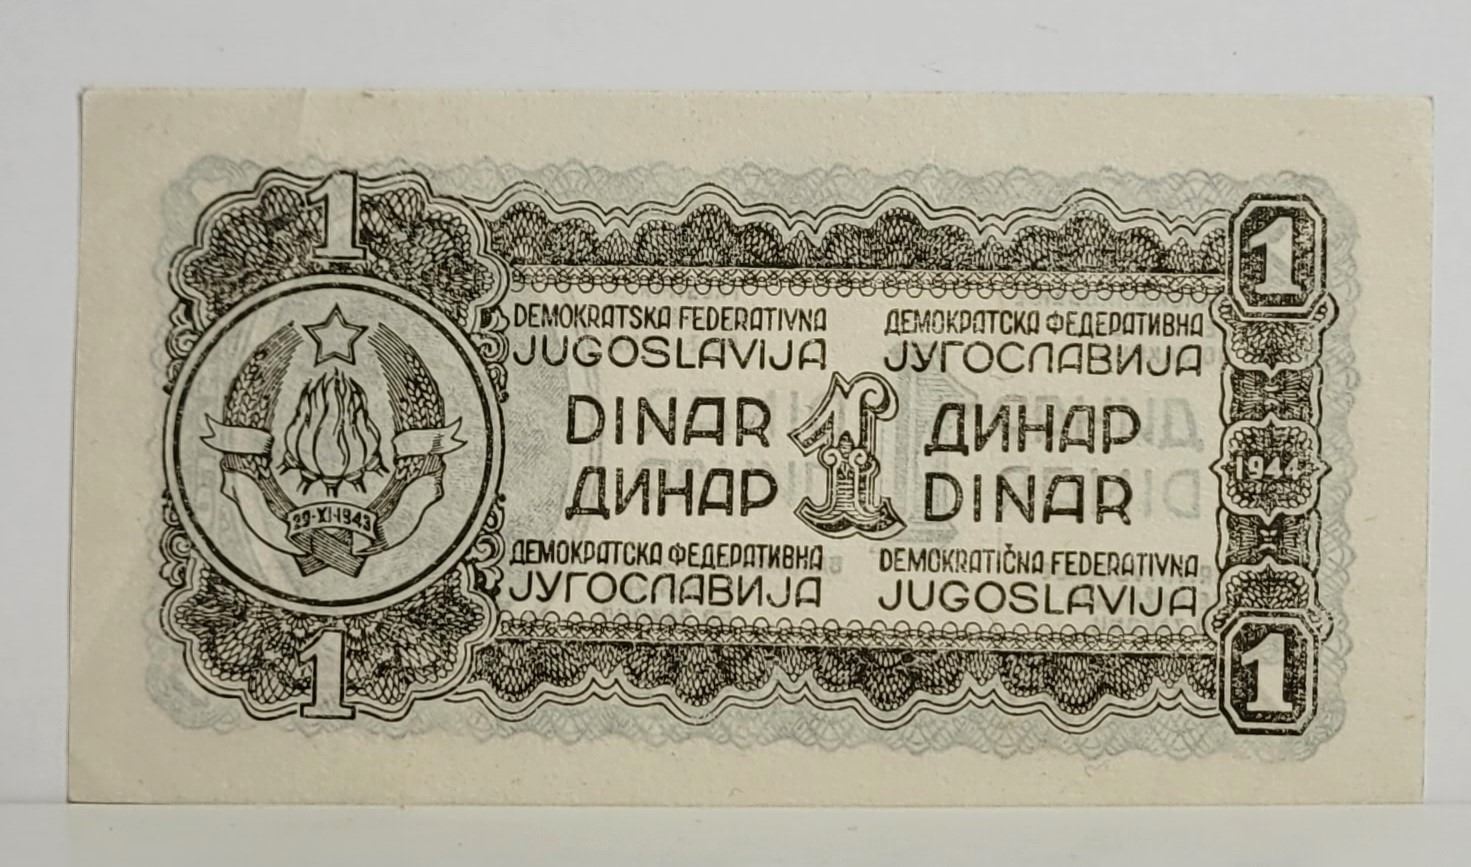 1
1
DEMOKRATSKA FEDERATIVNA
JUGOSLAVIJA
ДЕМОКРАТСКА ФЕДЕРАТИВНА
ЈУГОСЛАВИЈА
DINAR
ДИНАР
1
ДИНАР
DINAR
1944
29·XI·1943
ДЕМОКРАТСКА ФЕДЕРАТИВНА
ЈУГОСЛАВИЈА
DEMOKRATIČNA FEDERATIVNA
JUGOSLAVIJA
1
1